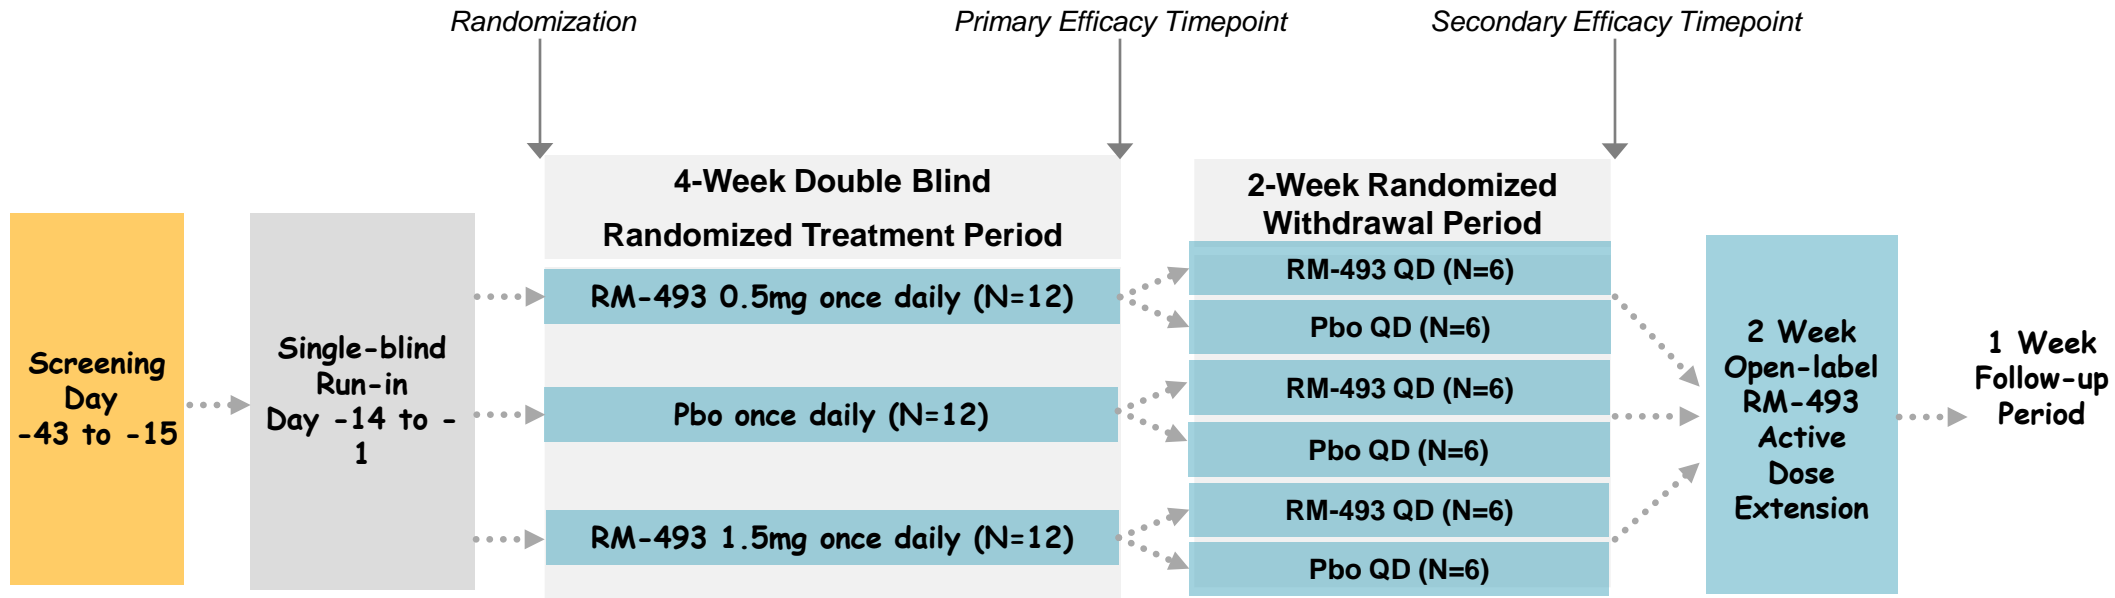 Randomization
Primary Efficacy Timepoint
Secondary Efficacy Timepoint
Screening
Day
-43 to -15
Single-blind
Run-in
Day -14 to -
1
4-Week Double Blind
Randomized Treatment Period
RM-493 0.5mg once daily (N=12)
Pbo once daily (N=12)
RM-493 1.5mg once daily (N=12)
2-Week Randomized
Withdrawal Period
RM-493 QD (N=6)
Pbo QD (N=6)
RM-493 QD (N=6)
Pbo QD (N=6)
RM-493 QD (N=6)
Pbo QD (N=6)
2 Week
Open-label
RM-493
Active
Dose
Extension
1 Week
Follow-up
Period